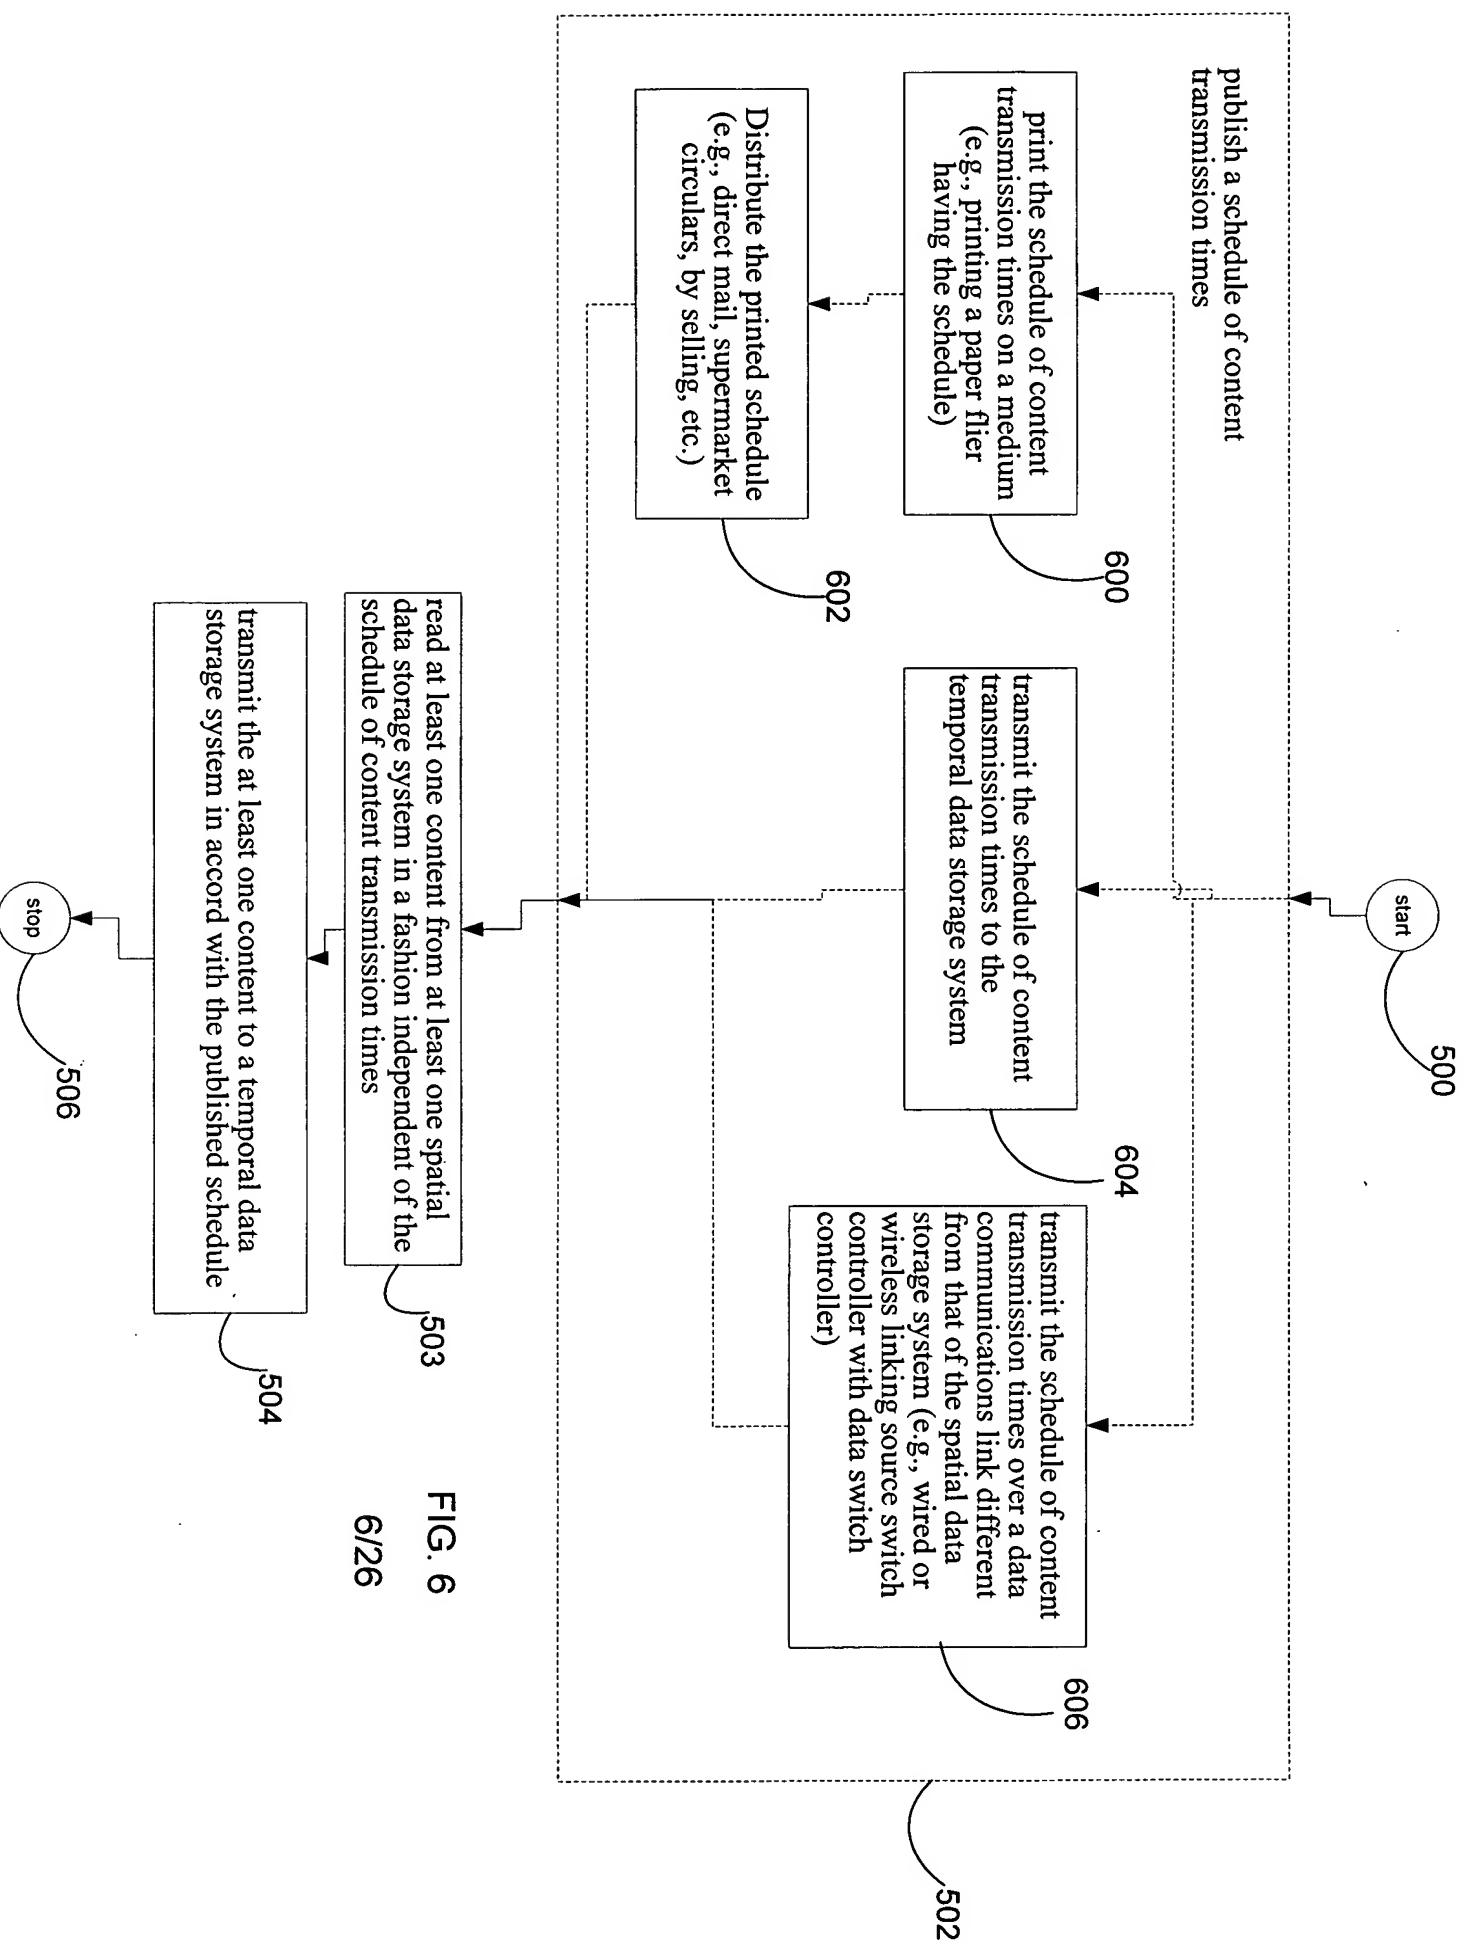 start
500
publish a schedule of content
transmission times
print the schedule of content
transmission times on a medium
(e.g., printing a paper flier
having the schedule)
600
Distribute the printed schedule
(e.g., direct mail, supermarket
circulars, by selling, etc.)
602
transmit the schedule of content
transmission times to the
temporal data storage system
604
transmit the schedule of content
transmission times over a data
communications link different
from that of the spatial data
storage system (e.g., wired or
wireless linking source switch
controller with data switch
controller)
606
502
read at least one content from at least one spatial
data storage system in a fashion independent of the
schedule of content transmission times
503
transmit the at least one content to a temporal data
storage system in accord with the published schedule
504
stop
506
FIG. 6
6/26